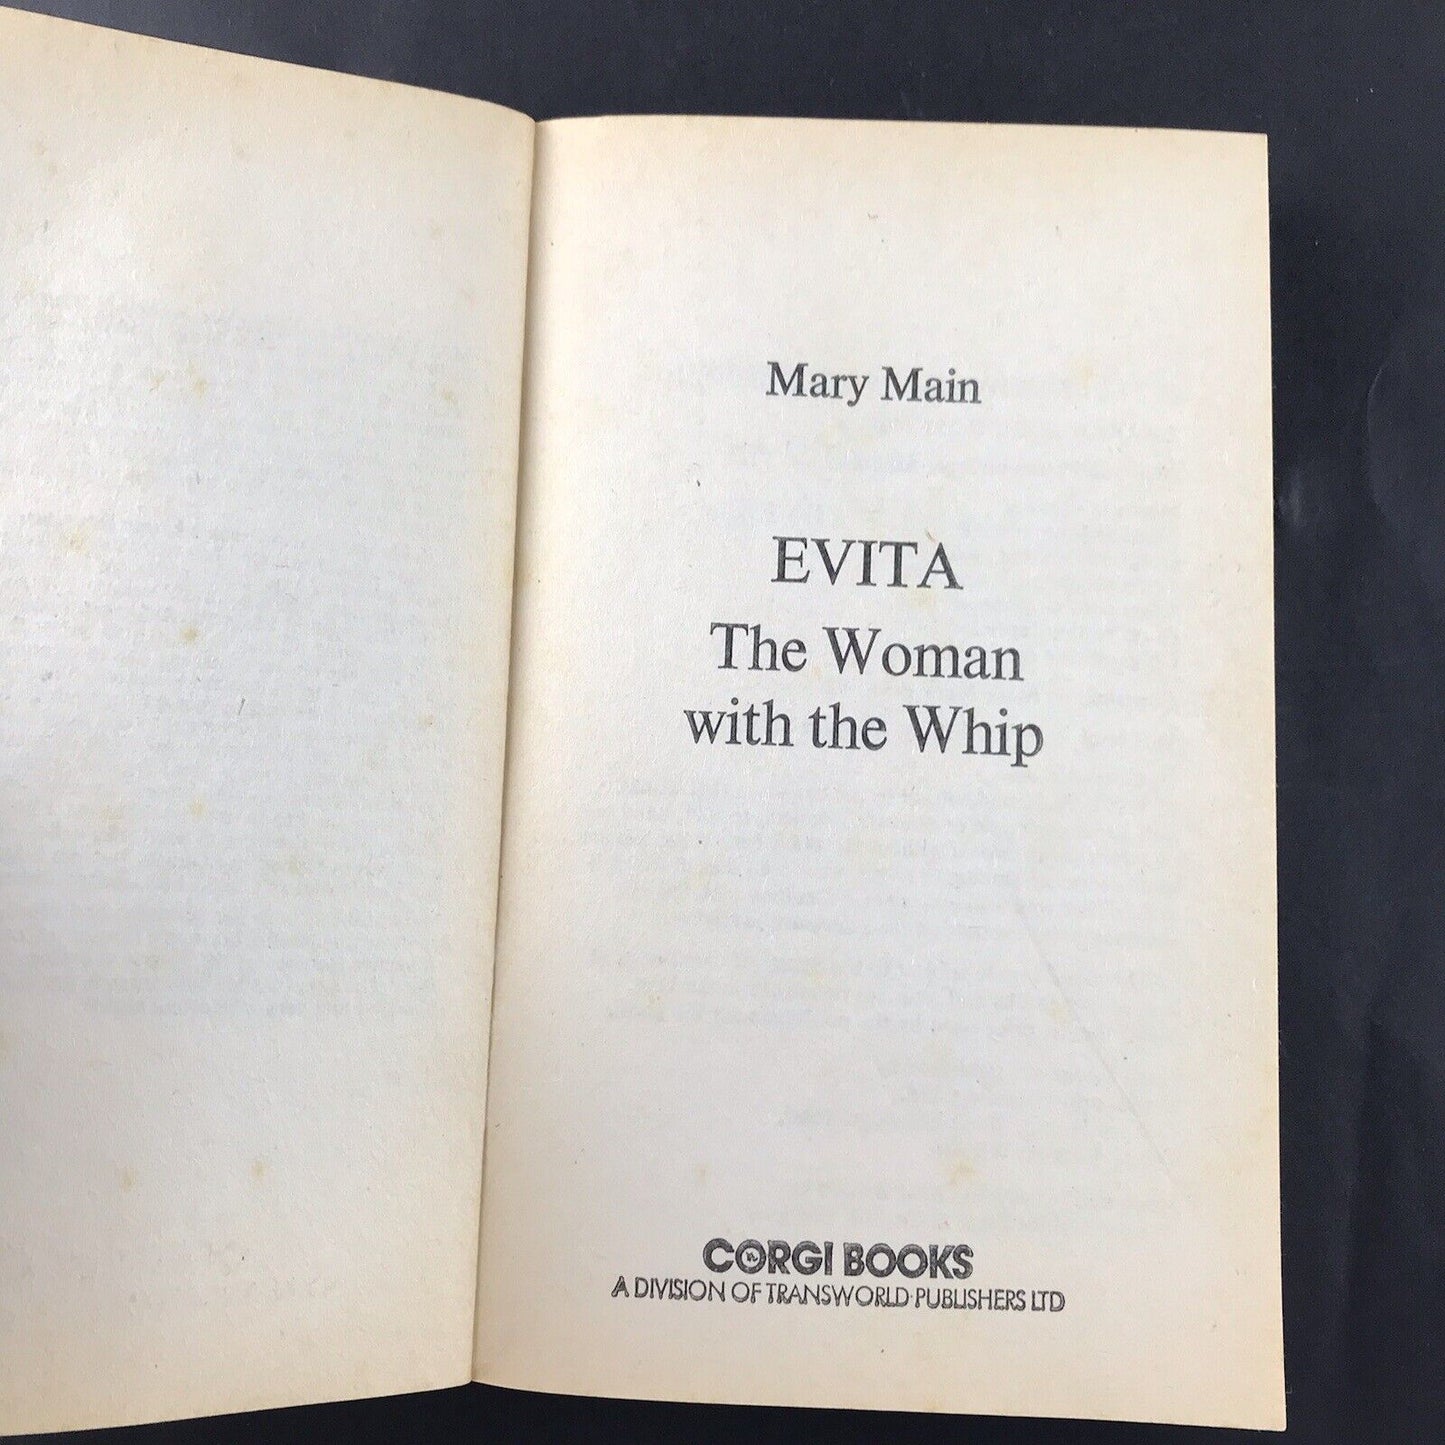 Mary Main
EVITA
The Woman
with the Whip
CORGI BOOKS
A DIVISION OF TRANSWORLD PUBLISHERS LTD